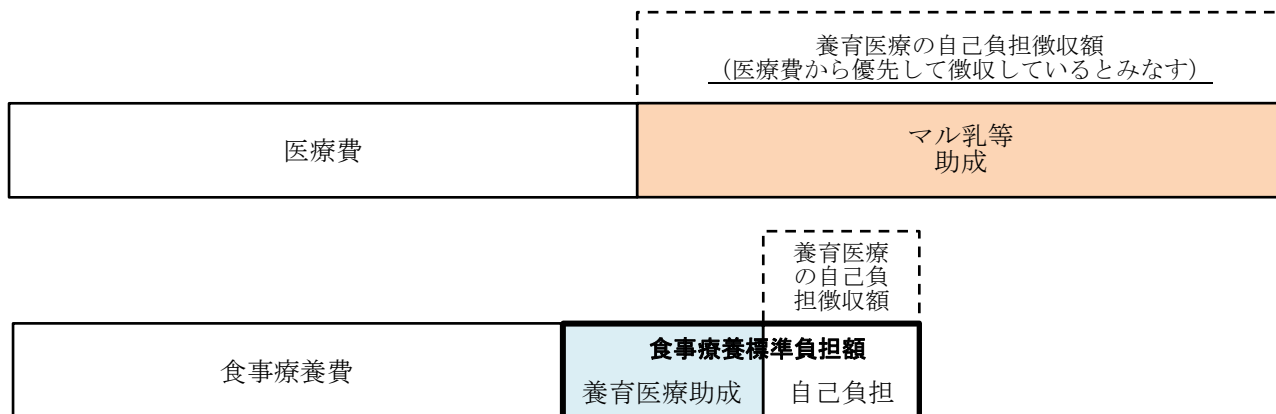 養育医療の自己負担徴収額
(医療費から優先して徴収しているとみなす)
医療費
マル乳等
助成
養育医療
の自己負
担徴収額
食事療養費
食事療養標準負担額
養育医療助成
自己負担